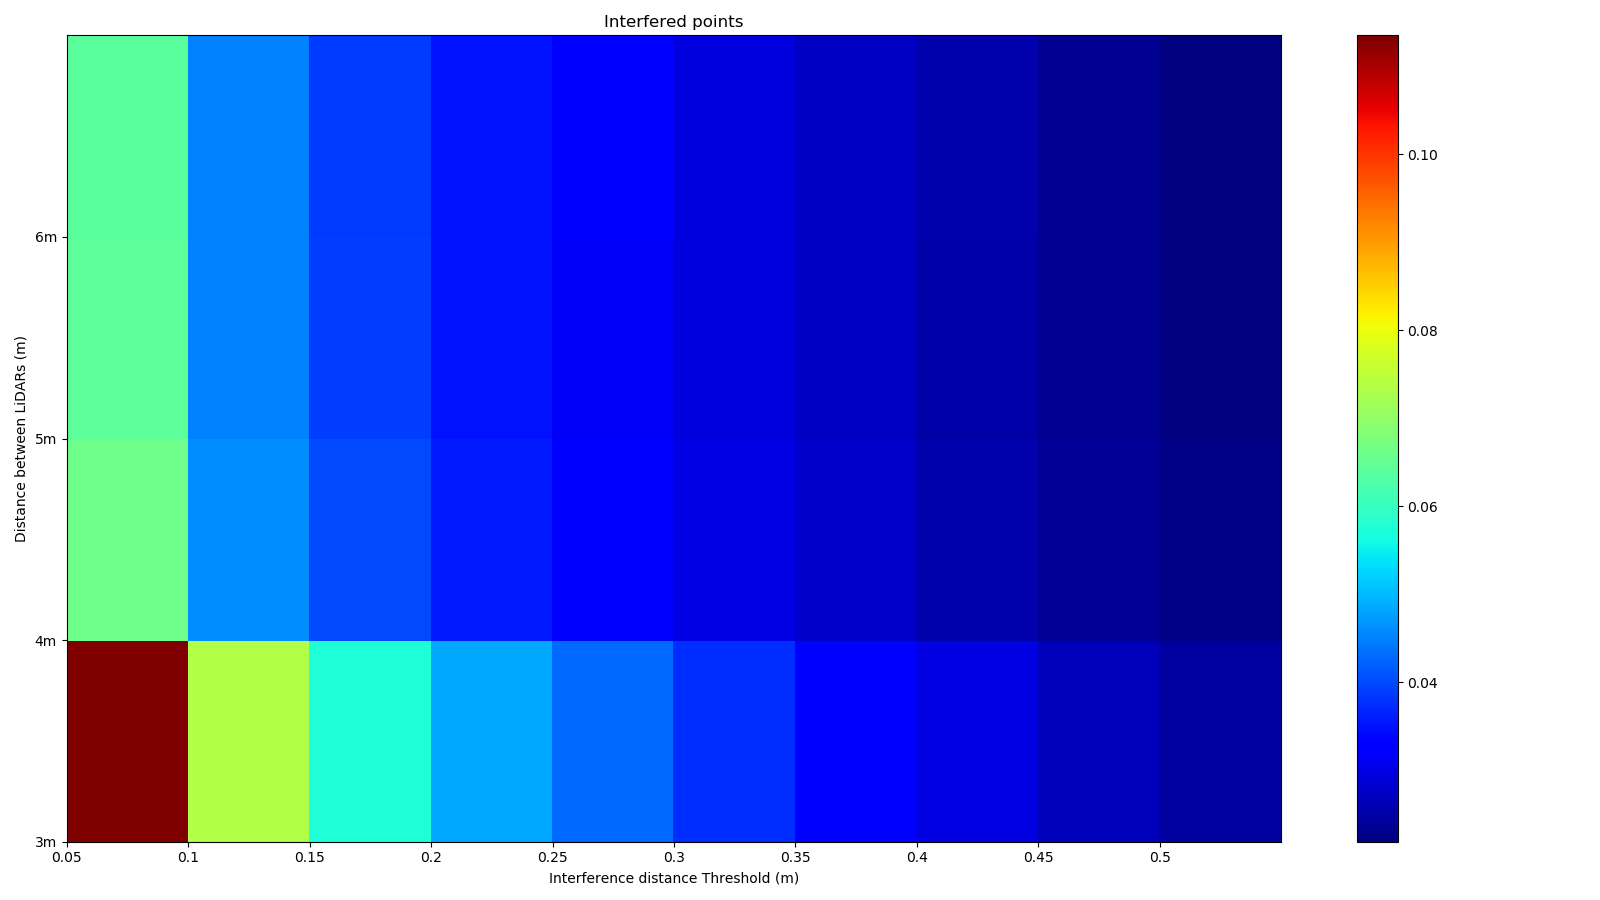 Interfered points
Distance between LiDARs (m)
6m
5m
4m
3m
0.05 0.1 0.15 0.2 0.25 0.3 0.35 0.4 0.45 0.5
Interference distance Threshold (m)
0.10
0.08
0.06
0.04